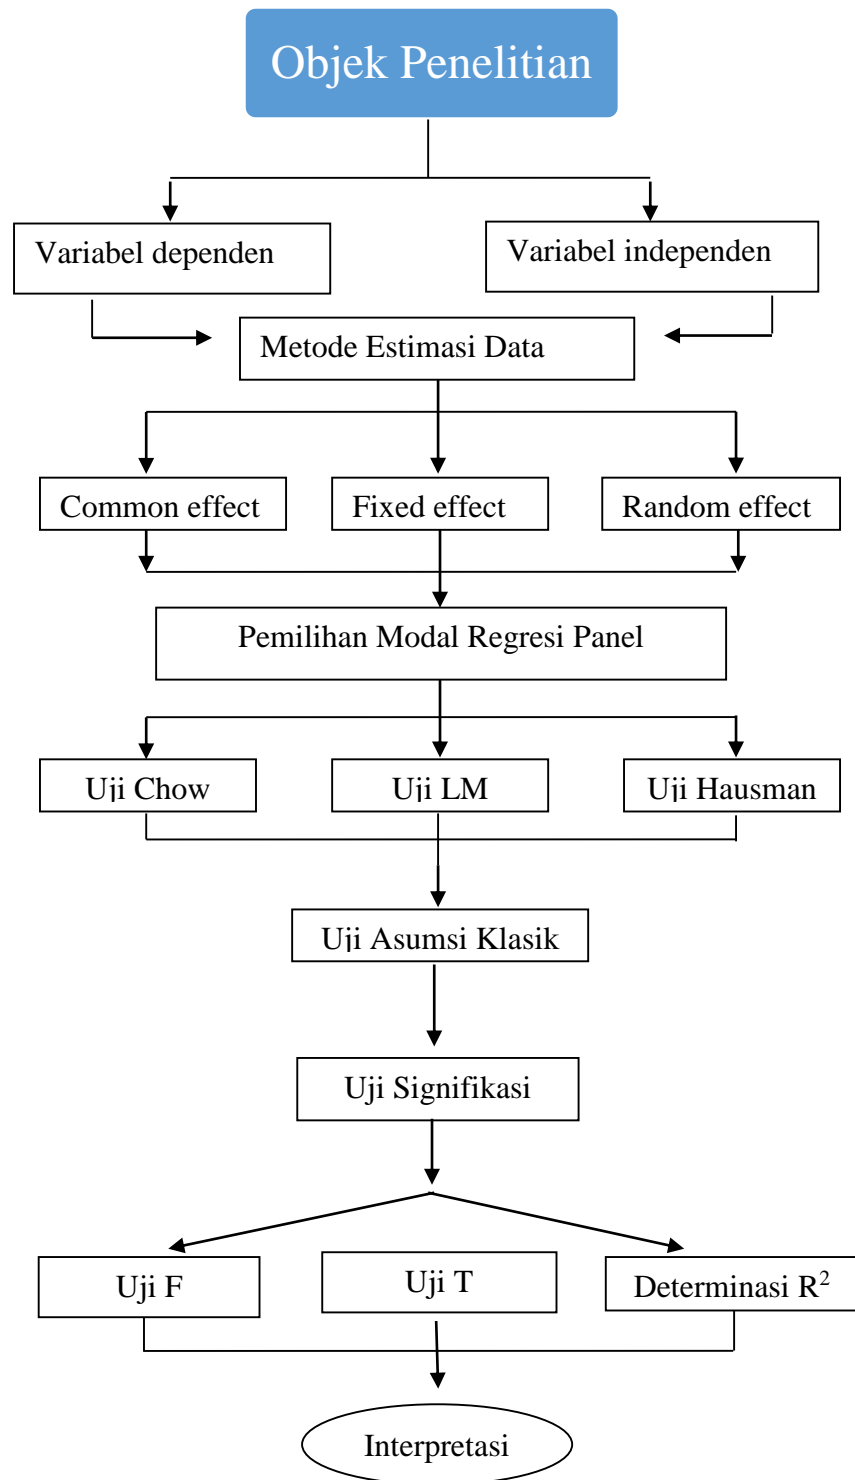 Objek Penelitian
Variabel dependen
Variabel independen
Metode Estimasi Data
Common effect
Fixed effect
Random effect
Pemilihan Modal Regresi Panel
Uji Chow
Uji LM
Uji Hausman
Uji Asumsi Klasik
Uji Signifikasi
Uji F
Uji T
Determinasi R²
Interpretasi